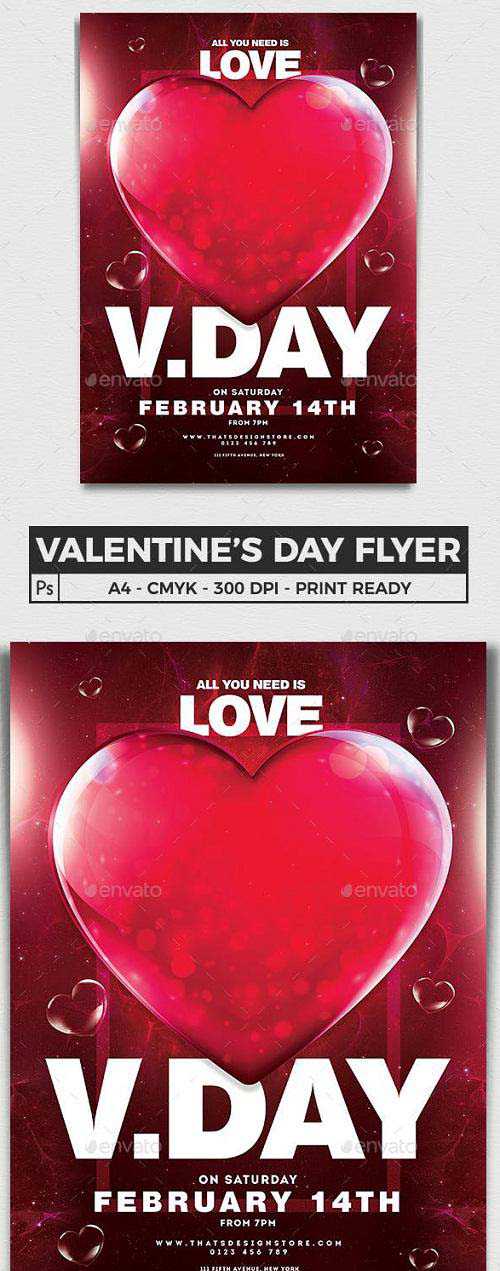 ALL YOU NEED IS
LOVE
envato envato
envato envato
V.DAY
envato envato
ON SATURDAY
FEBRUARY 14TH
FROM 7PM
WWW.THATSDESIGNSTORE.COM
0123 456 789
111 FIFTH AVENUE, NEW YORK
VALENTINE'S DAY FLYER
Ps A4 - CMYK - 300 DPI - PRINT READY
envato envato
ALL YOU NEED IS
LOVE
envato envato
V.DAY
envato envato
ON SATURDAY
FEBRUARY 14TH
FROM 7PM
WWW.THATSDESIGNSTORE.COM
0123 456 789
111 FIFTH AVENUE, NEW YORK